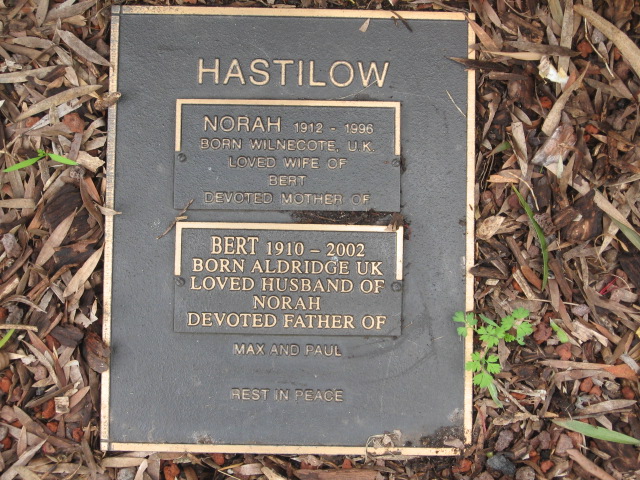 HASTILOW
NORAH 1912 - 1996
BORN WILNECOTE, U.K.
LOVED WIFE OF
BERT
DEVOTED MOTHER OF
BERT 1910 – 2002
BORN ALDRIDGE UK
LOVED HUSBAND OF
NORAH
DEVOTED FATHER OF
MAX AND PAUL
REST IN PEACE